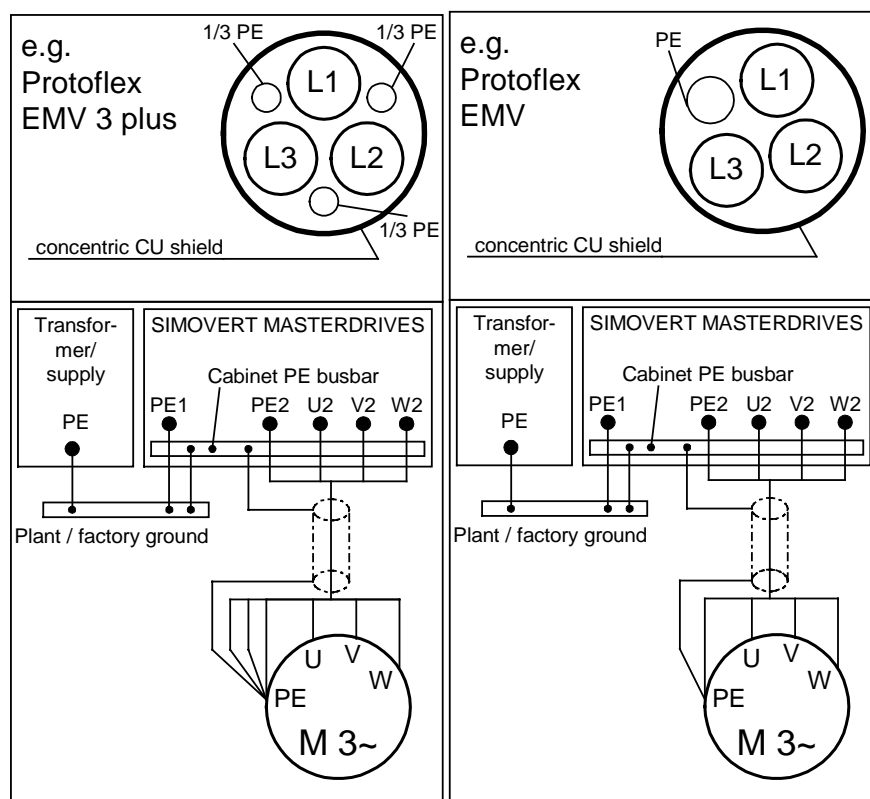 e.g.
Protoflex
EMV 3 plus
1/3 PE
1/3 PE
L1
L3
L2
1/3 PE
concentric CU shield
Transfor-
mer/
supply
PE
SIMOVERT MASTERDRIVES
Cabinet PE busbar
PE1
PE2
U2
V2
W2
Plant / factory ground
U
V
W
PE
M 3~
e.g.
Protoflex
EMV
PE
L1
L3
L2
concentric CU shield
Transfor-
mer/
supply
PE
SIMOVERT MASTERDRIVES
Cabinet PE busbar
PE1
PE2
U2
V2
W2
Plant / factory ground
U
V
W
PE
M 3~